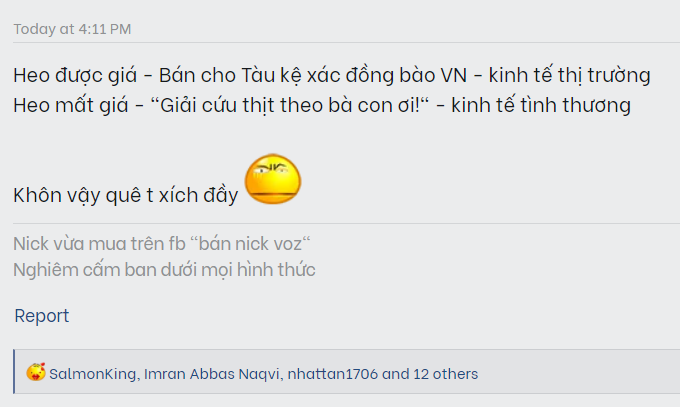 Today at 4:11 PM
Heo được giá - Bán cho Tàu kệ xác đồng bào VN - kinh tế thị trường
Heo mất giá - "Giải cứu thịt theo bà con ơi!" - kinh tế tình thương
Khôn vậy quê t xích đầy
Nick vừa mua trên fb "bán nick voz"
Nghiêm cấm ban dưới mọi hình thức
Report
SalmonKing, Imran Abbas Naqvi, nhattan1706 and 12 others